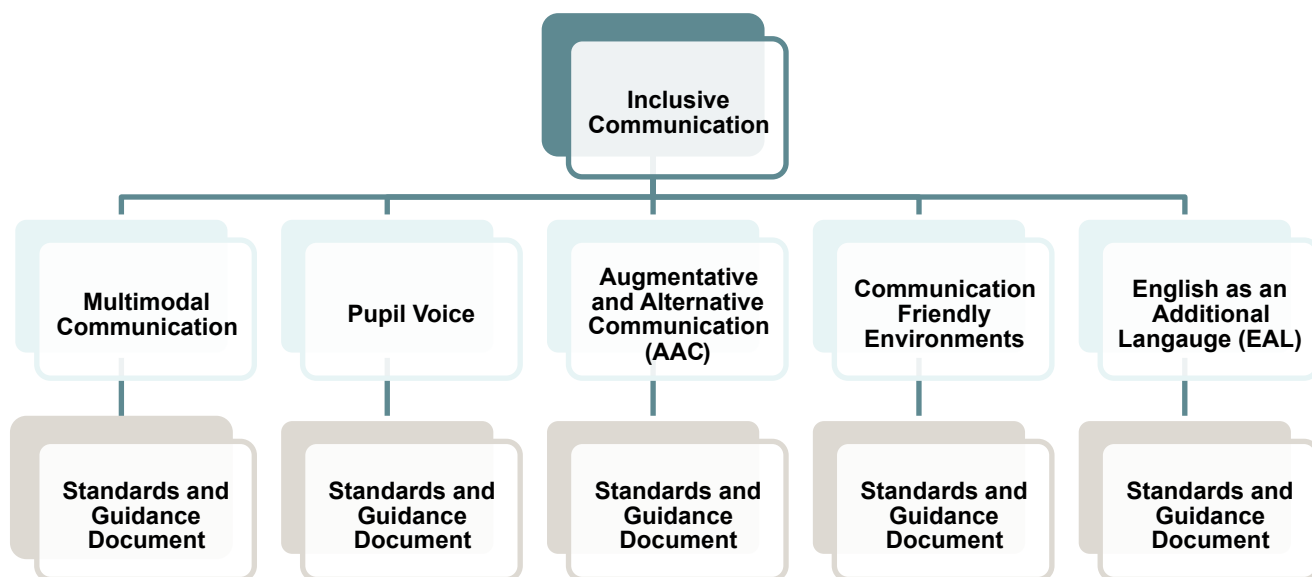 Inclusive
Communication
Multimodal
Communication
Pupil Voice
Augmentative
and Alternative
Communication
(AAC)
Communication
Friendly
Environments
English as an
Additional
Langauge (EAL)
Standards and
Guidance
Document
Standards and
Guidance
Document
Standards and
Guidance
Document
Standards and
Guidance
Document
Standards and
Guidance
Document